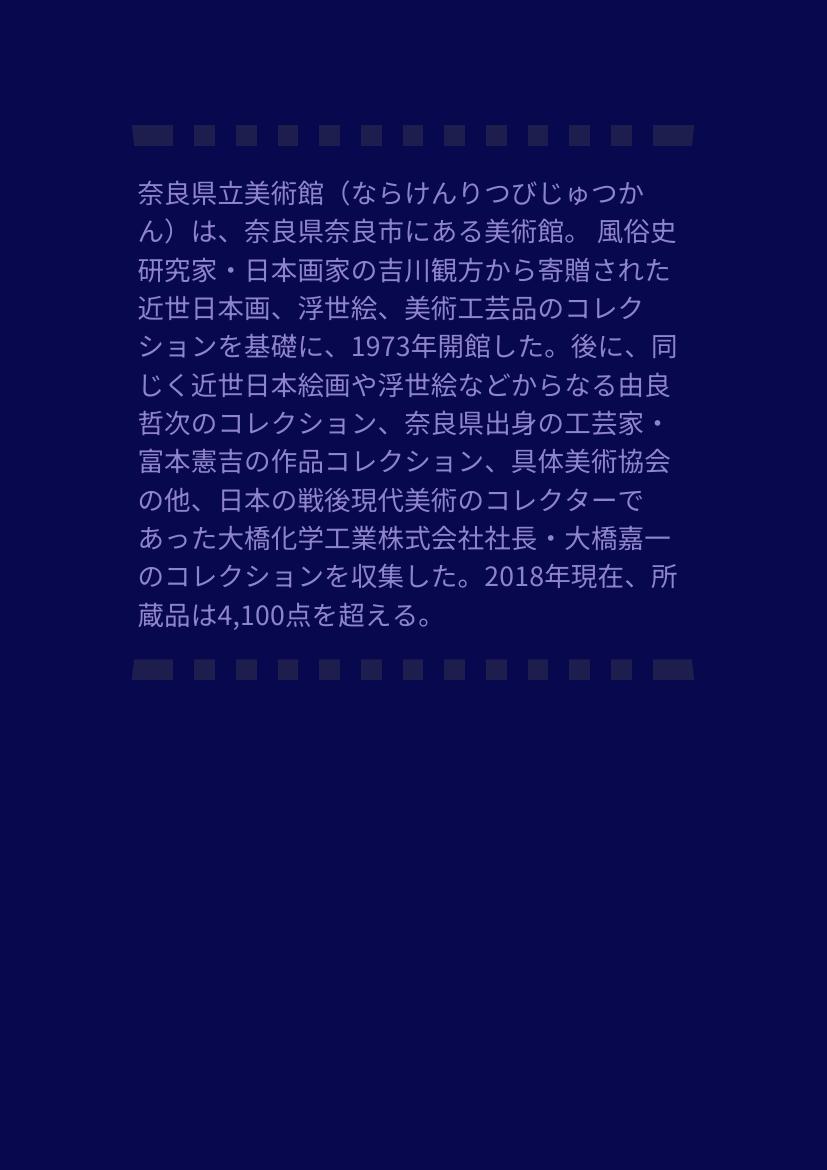 奈良県立美術館（ならけんりつびじゅつか
ん）は、奈良県奈良市にある美術館。 風俗史
研究家・日本画家の吉川観方から寄贈された
近世日本画、浮世絵、美術工芸品のコレク
ションを基礎に、1973年開館した。後に、同
じく近世日本絵画や浮世絵などからなる由良
哲次のコレクション、奈良県出身の工芸家・
富本憲吉の作品コレクション、具体美術協会
の他、日本の戦後現代美術のコレクターで
あった大橋化学工業株式会社社長・大橋嘉一
のコレクションを収集した。2018年現在、所
蔵品は4,100点を超える。